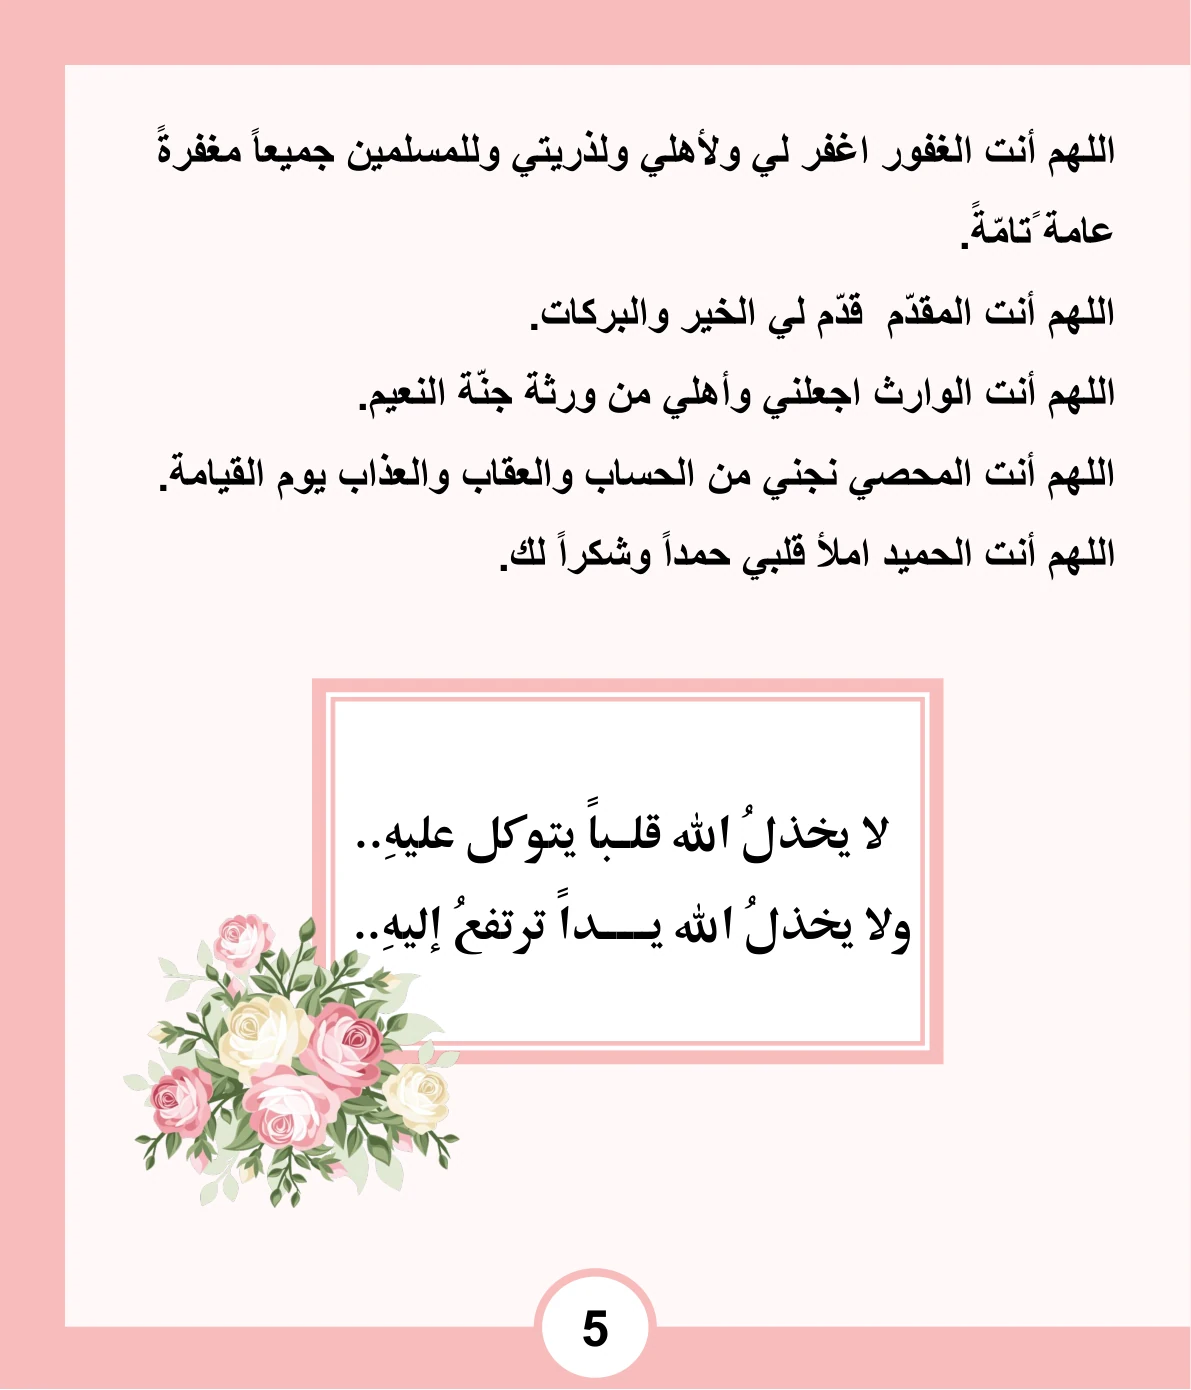 اللهم أنت الغفور اغفر لي ولأهلي ولذريتي وللمسلمين جميعاً مغفرةً
عامة ًتامّةً.
اللهم أنت المقدّم قدّم لي الخير والبركات.
اللهم أنت الوارث اجعلني وأهلي من ورثة جنّة النعيم.
اللهم أنت المحصي نجني من الحساب والعقاب والعذاب يوم القيامة.
اللهم أنت الحميد املأ قلبي حمداً وشكراً لك.
لا يخذلُ الله قلـبـاً يتوكل عليهِ..
ولا يخذلُ الله يــــداً ترتفعُ إليهِ..
5